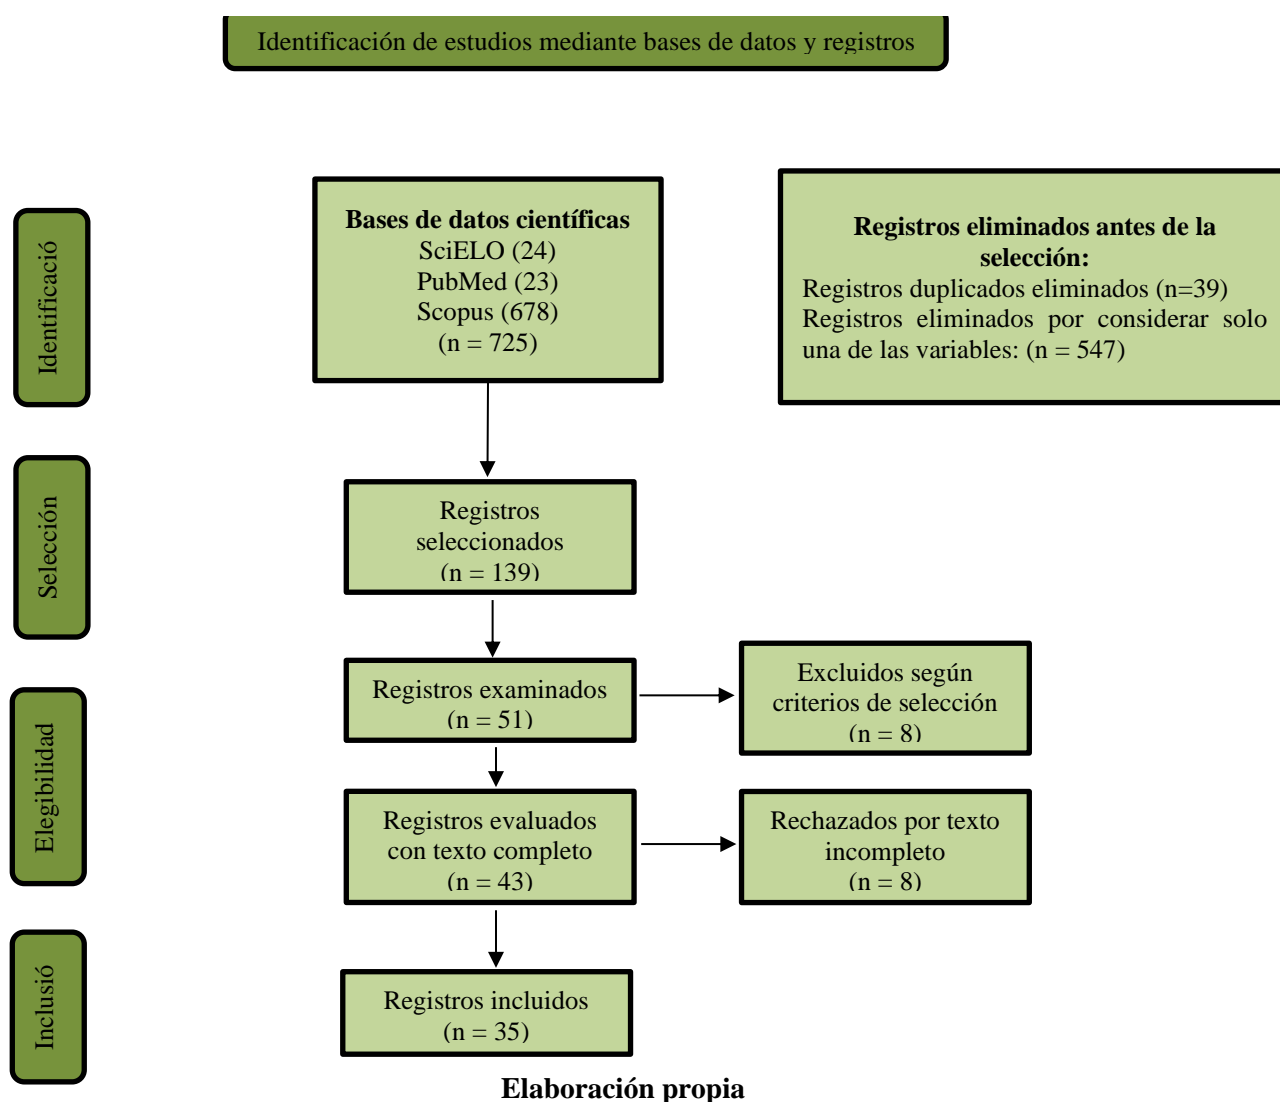 Identificación de estudios mediante bases de datos y registros
Identificació
Bases de datos científicas
SciELO (24)
PubMed (23)
Scopus (678)
(n = 725)
Registros eliminados antes de la
selección:
Registros duplicados eliminados (n=39)
Registros eliminados por considerar solo
una de las variables: (n = 547)
Selección
Registros
seleccionados
(n = 139)
Registros examinados
(n = 51)
Excluidos según
criterios de selección
(n = 8)
Elegibilidad
Registros evaluados
con texto completo
(n = 43)
Rechazados por texto
incompleto
(n = 8)
Inclusió
Registros incluidos
(n = 35)
Elaboración propia